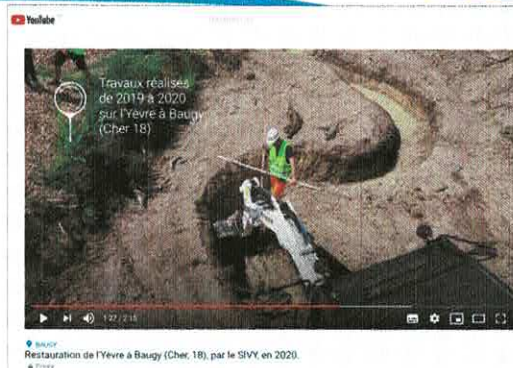 YouTube
Travaux réalisés
de 2019 à 2020
sur l'Yèvre à Baugy
(Cher 18)
1:27 / 2:15
BAUGY
Restauration de l'Yèvre à Baugy (Cher, 18), par le SIVY, en 2020.